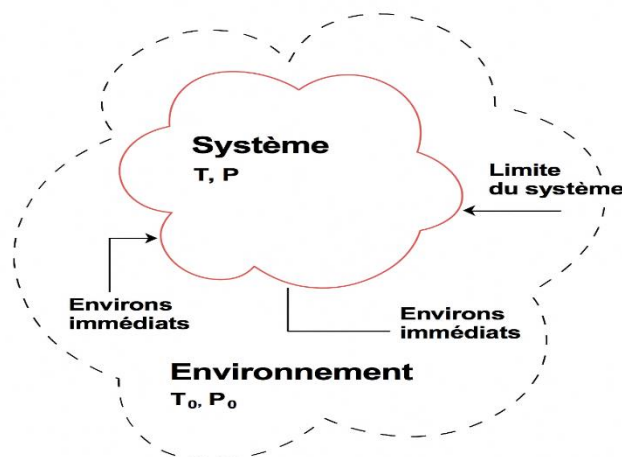 Système
T, P
Limite
du système
Environs
immédiats
Environs
immédiats
Environnement
T₀, P₀